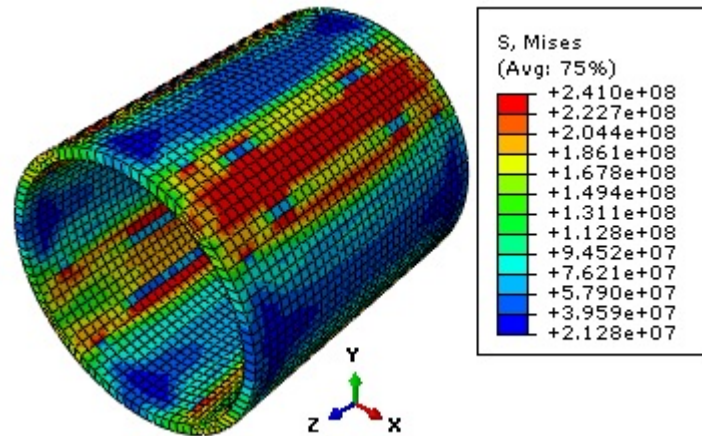 S, Mises
(Avg: 75%)
+2.410e+08
+2.227e+08
+2.044e+08
+1.861e+08
+1.678e+08
+1.494e+08
+1.311e+08
+1.128e+08
+9.452e+07
+7.621e+07
+5.790e+07
+3.959e+07
+2.128e+07
Y
Z X